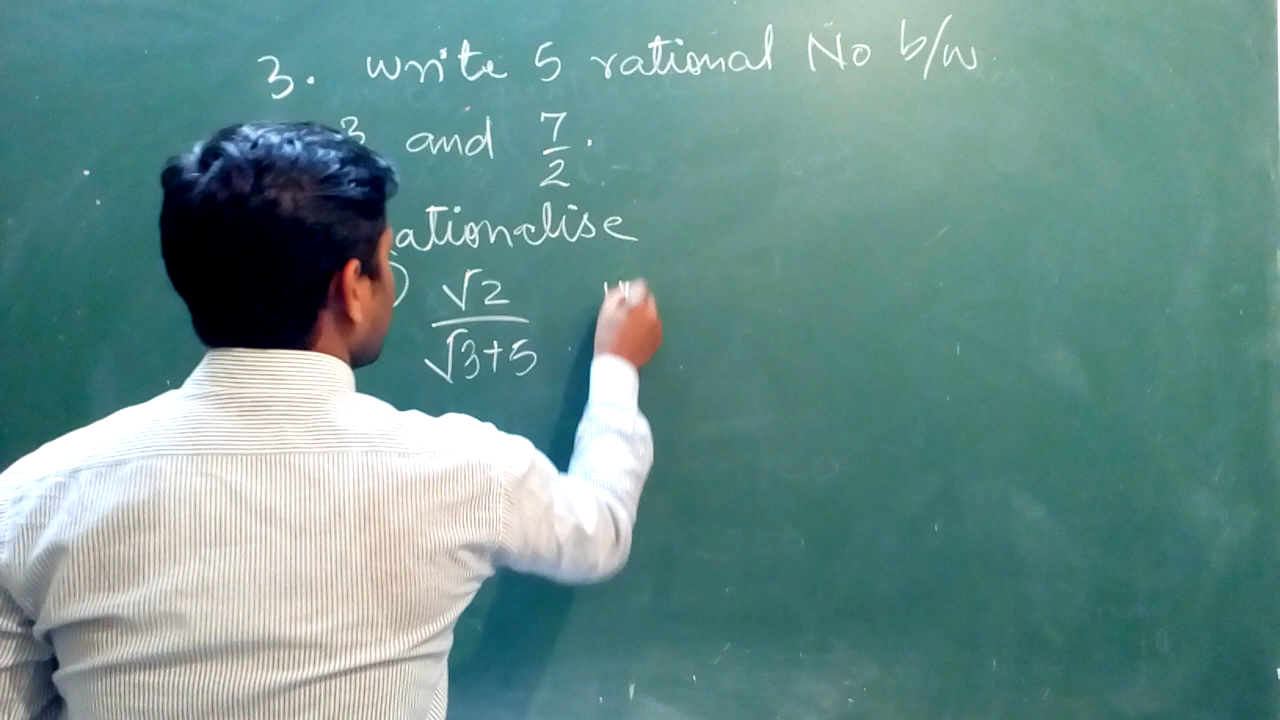 3. write 5 rational No b/w
3 and 7/2.
ationalise
) √2/√3+5